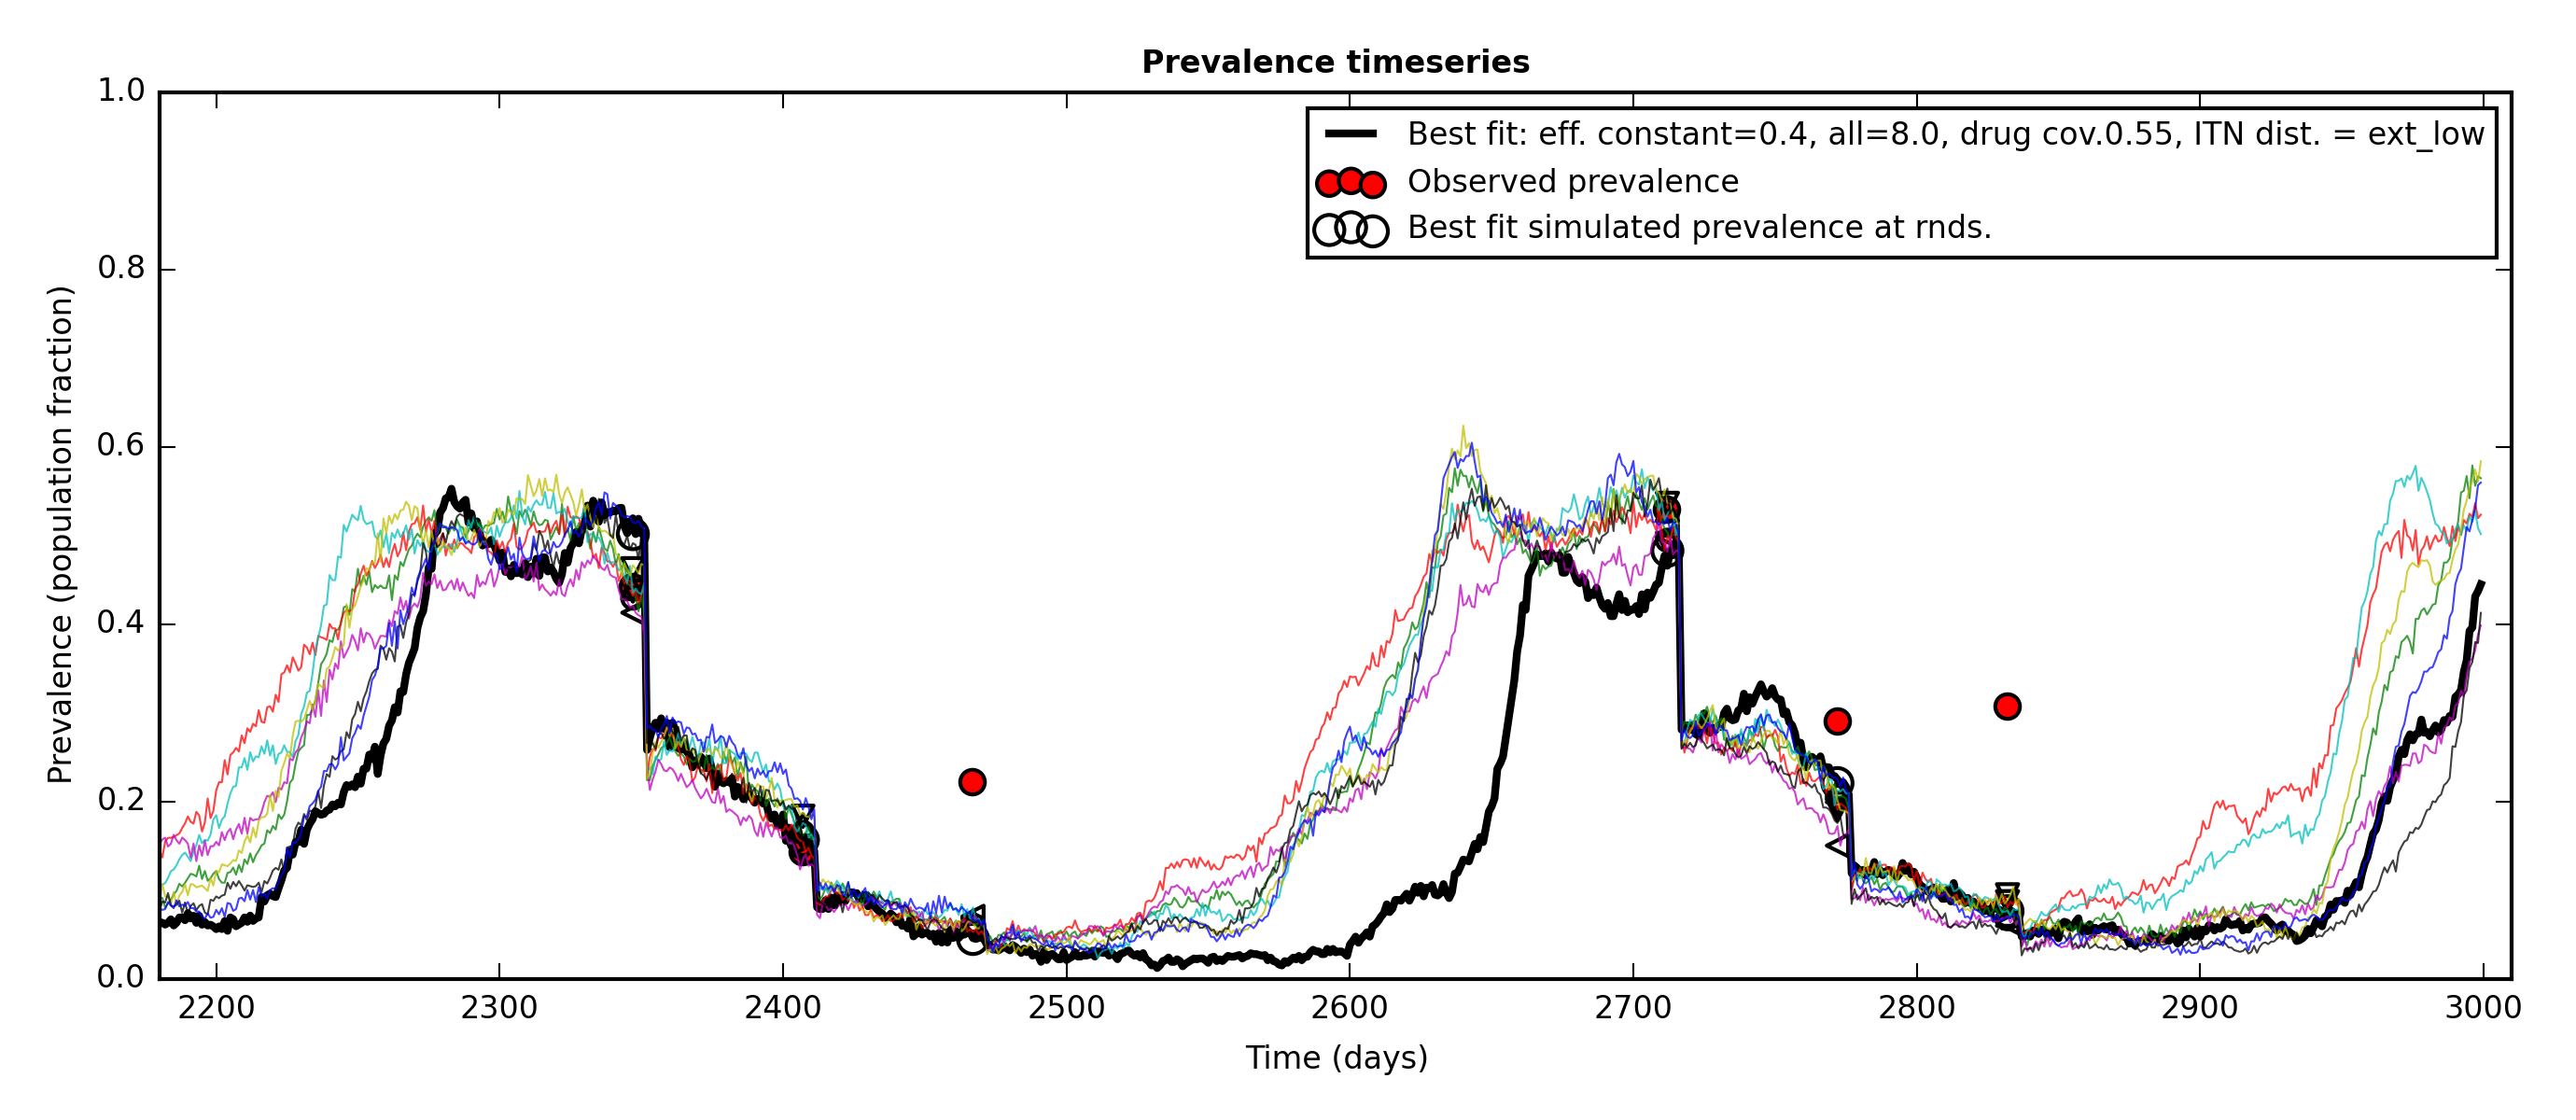 Prevalence timeseries
Prevalence (population fraction)
1.0
0.8
0.6
0.4
0.2
0.0
Best fit: eff. constant=0.4, all=8.0, drug cov.0.55, ITN dist. = ext_low
Observed prevalence
Best fit simulated prevalence at rnds.
2200 2300 2400 2500 2600 2700 2800 2900 3000
Time (days)